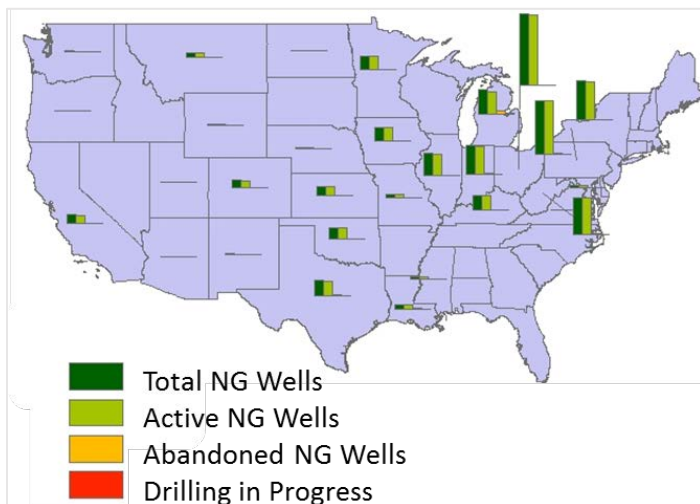 Total NG Wells
Active NG Wells
Abandoned NG Wells
Drilling in Progress